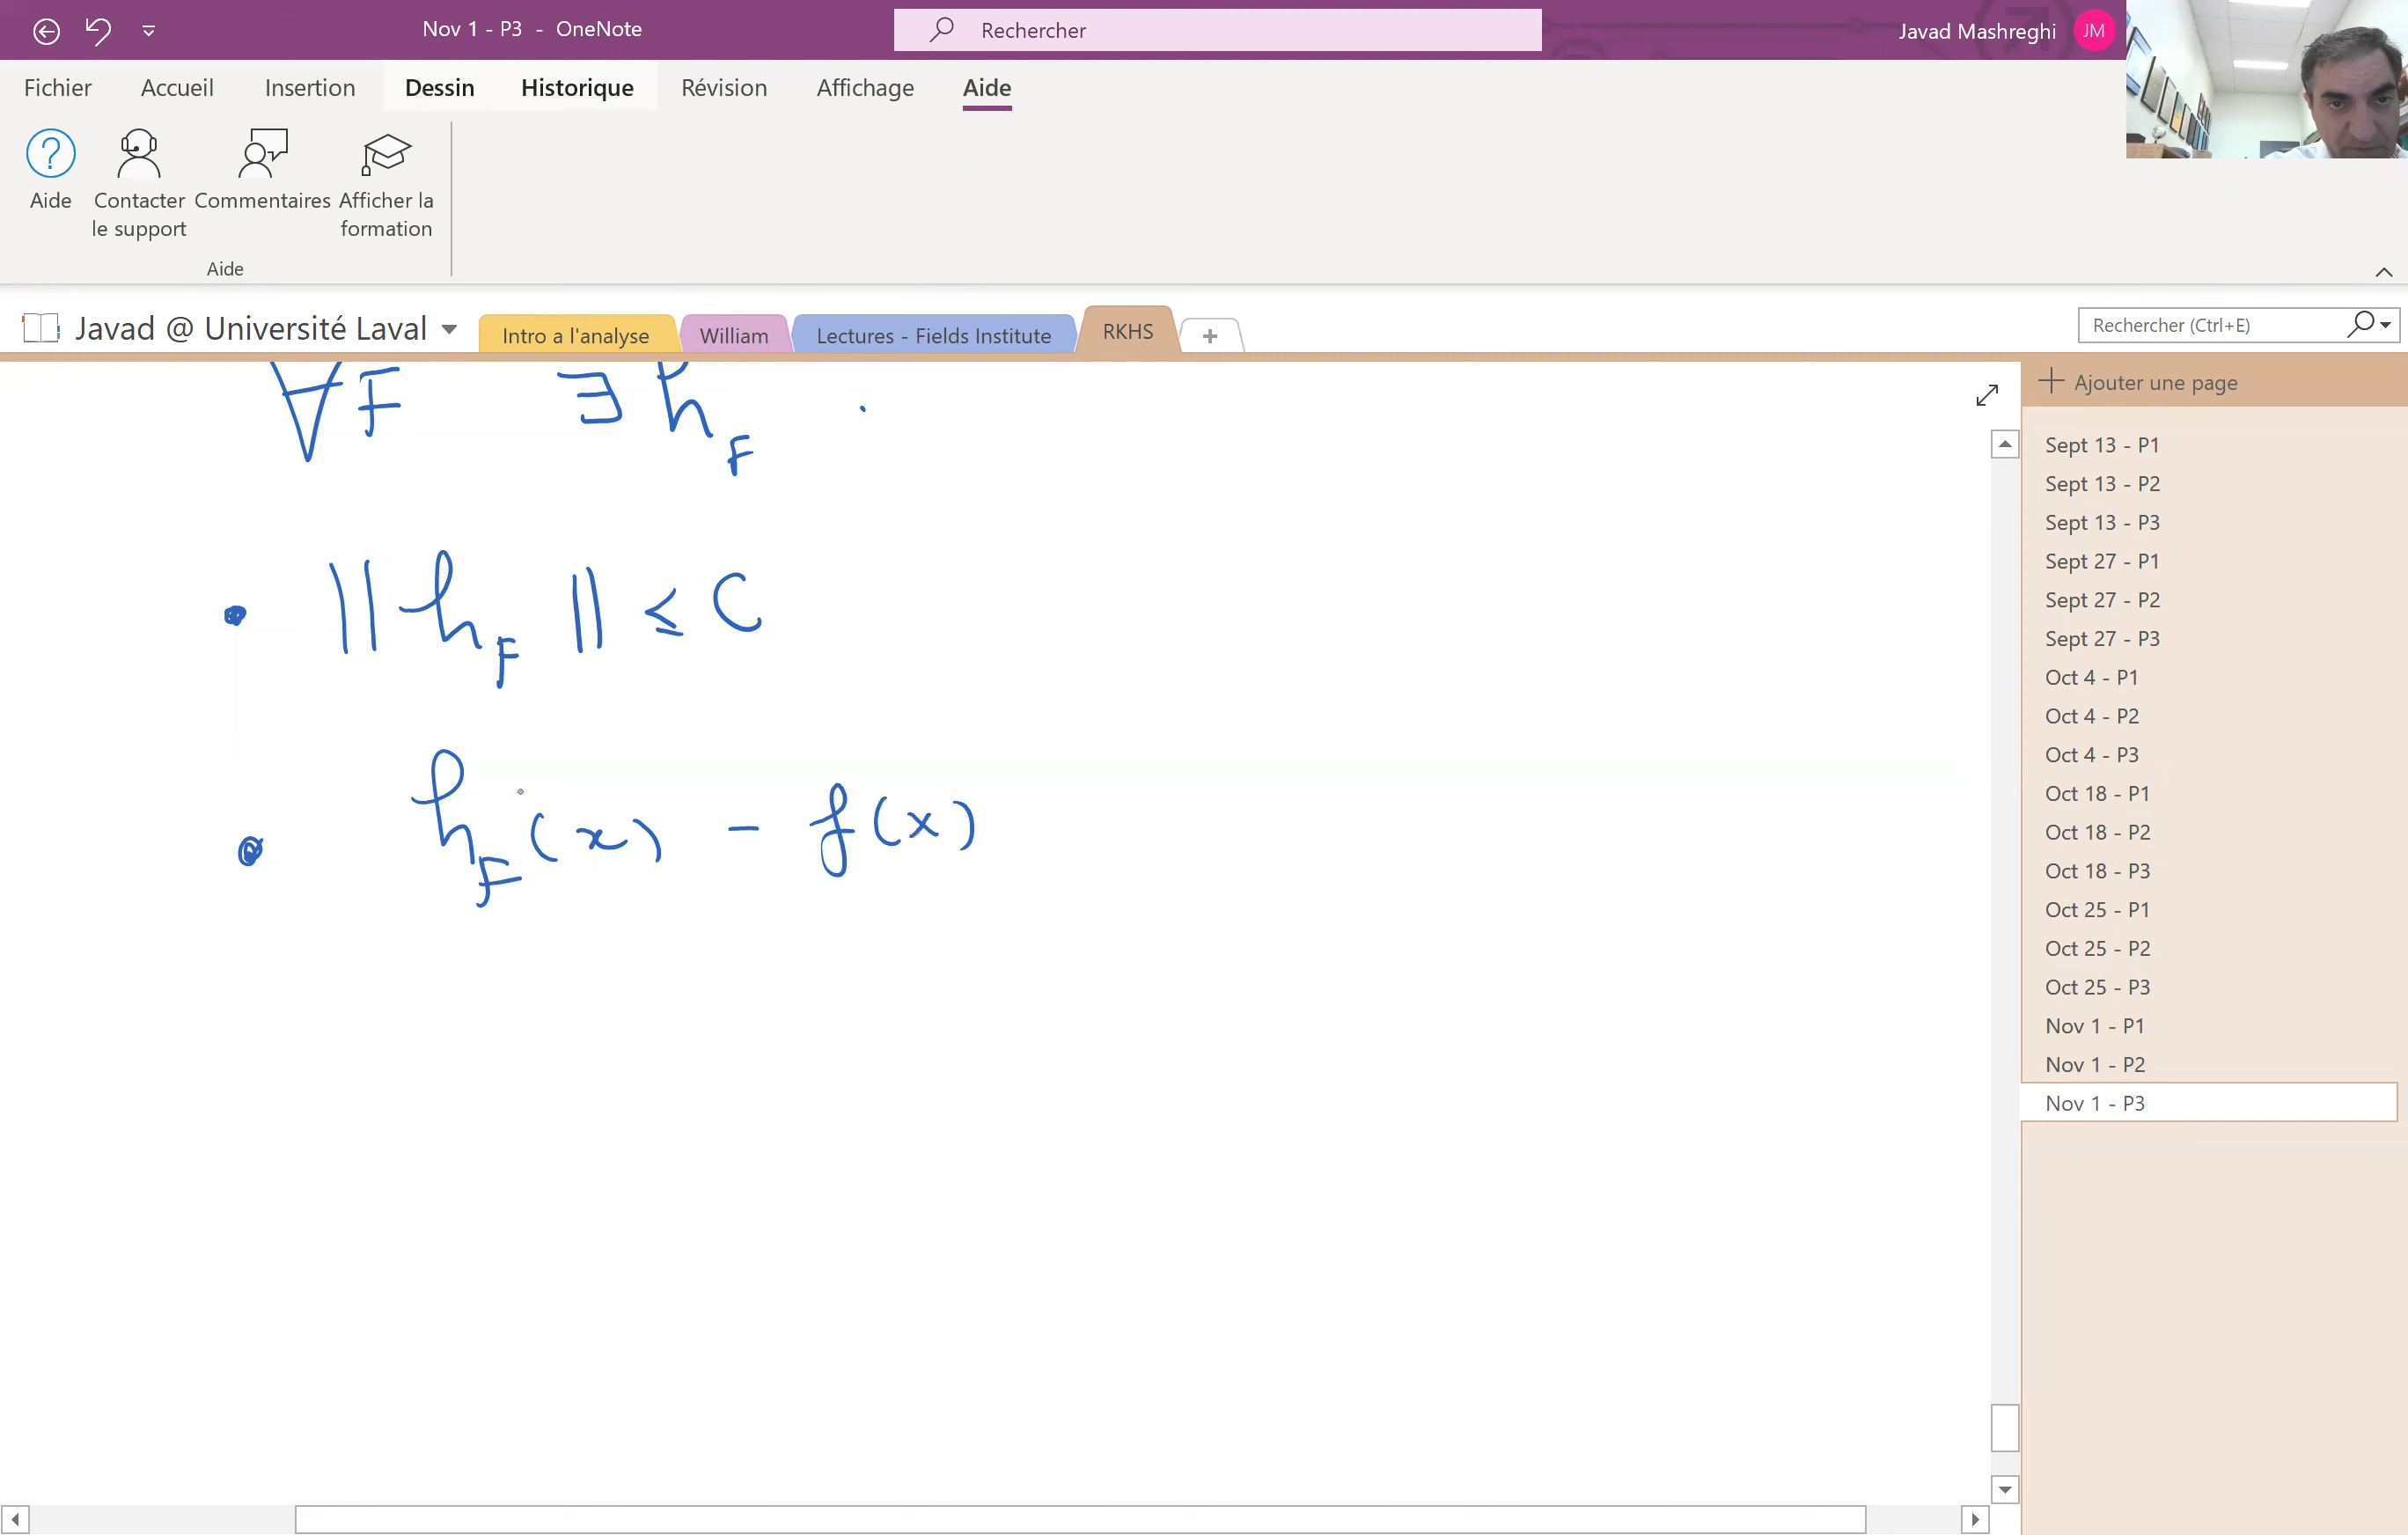 Nov 1 - P3 - OneNote
Rechercher
Javad Mashreghi
JM
Fichier Accueil Insertion Dessin Historique Révision Affichage Aide
Aide
Contacter le support
Commentaires
Afficher la formation
Aide
Javad @ Université Laval
Intro a l'analyse
William
Lectures - Fields Institute
RKHS
Rechercher (Ctrl+E)
∀F ∃ h_F .
• ‖h_F‖ ≤ C
• h_F(x) - f(x)
Ajouter une page
Sept 13 - P1
Sept 13 - P2
Sept 13 - P3
Sept 27 - P1
Sept 27 - P2
Sept 27 - P3
Oct 4 - P1
Oct 4 - P2
Oct 4 - P3
Oct 18 - P1
Oct 18 - P2
Oct 18 - P3
Oct 25 - P1
Oct 25 - P2
Oct 25 - P3
Nov 1 - P1
Nov 1 - P2
Nov 1 - P3